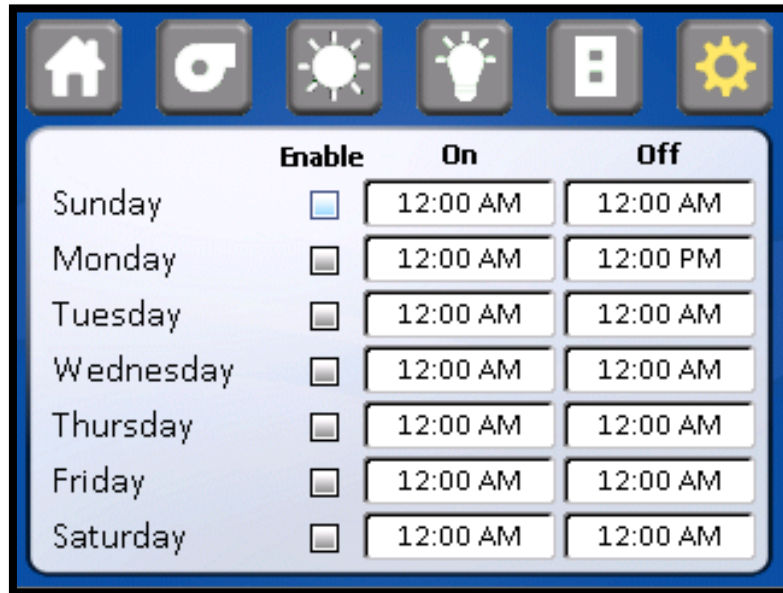 Enable On Off
Sunday 12:00 AM 12:00 AM
Monday 12:00 AM 12:00 PM
Tuesday 12:00 AM 12:00 AM
Wednesday 12:00 AM 12:00 AM
Thursday 12:00 AM 12:00 AM
Friday 12:00 AM 12:00 AM
Saturday 12:00 AM 12:00 AM